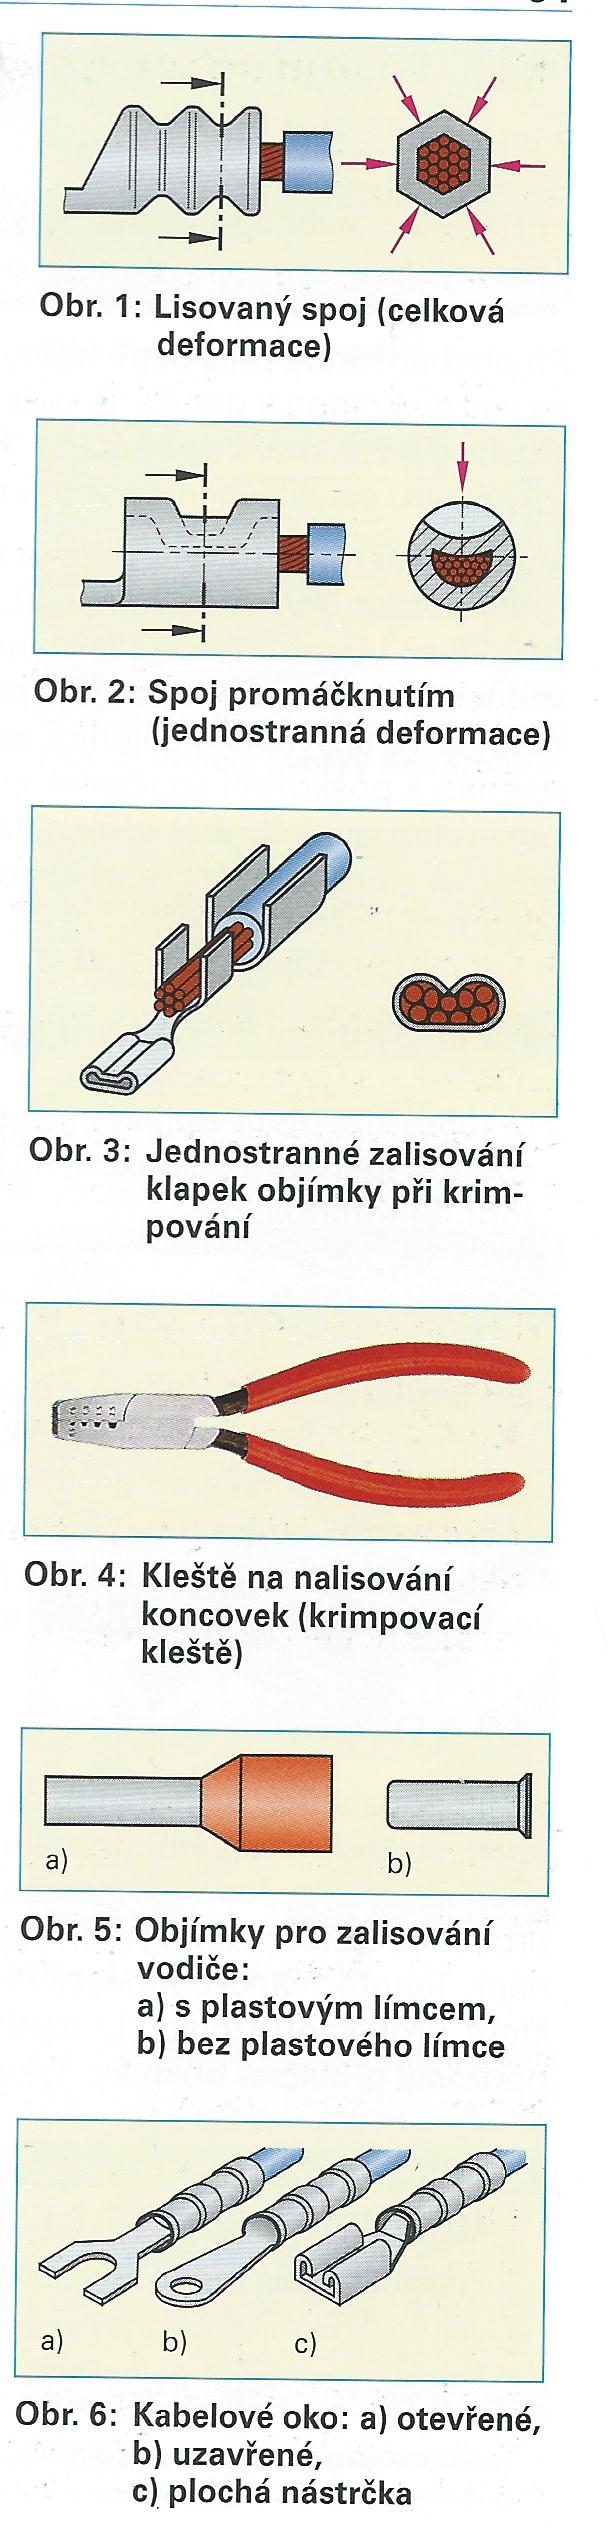 Obr. 1: Lisovaný spoj (celková
deformace)
Obr. 2: Spoj promáčknutím
(jednostranná deformace)
Obr. 3: Jednostranné zalisování
klapek objímky při krim-
pování
Obr. 4: Kleště na nalisování
koncovek (krimpovací
kleště)
a) b)
Obr. 5: Objímky pro zalisování
vodiče:
a) s plastovým límcem,
b) bez plastového límce
a) b) c)
Obr. 6: Kabelové oko: a) otevřené,
b) uzavřené,
c) plochá nástrčka